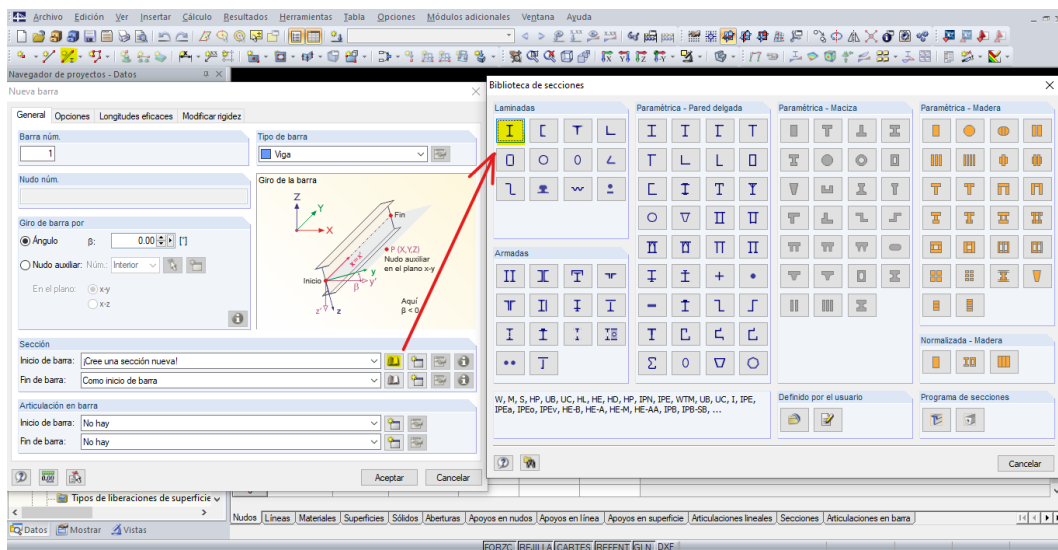 Archivo Edición Ver Insertar Cálculo Resultados Herramientas Tabla Opciones Módulos adicionales Ventana Ayuda
Navegador de proyectos - Datos
Nueva barra
General Opciones Longitudes eficaces Modificar rigidez
Barra núm.
1
Tipo de barra
Viga
Nudo núm.
Giro de la barra
Z
Y
X
Fin
P (X,Y,Z)
Nudo auxiliar
en el plano x-y
x=x'
y
y'
β
Inicio
z' z
Aquí
β < 0
Giro de barra por
Ángulo β: 0.00 [°]
Nudo auxiliar: Núm.: Interior
En el plano: x-y
x-z
Sección
Inicio de barra: ¡Cree una sección nueva!
Fin de barra: Como inicio de barra
Articulación en barra
Inicio de barra: No hay
Fin de barra: No hay
0,00
Aceptar Cancelar
Biblioteca de secciones
Laminadas
Paramétrica - Pared delgada
Paramétrica - Maciza
Paramétrica - Madera
Armadas
Normalizada - Madera
W, M, S, HP, UB, UC, HL, HE, HD, HP, IPN, IPE, WTM, UB, UC, I, IPE,
IPEa, IPEo, IPEv, HE-B, HE-A, HE-M, HE-AA, IPB, IPB-SB, ...
Definido por el usuario
Programa de secciones
Cancelar
Tipos de liberaciones de superficie
Datos Mostrar Vistas
Nudos Líneas Materiales Superficies Sólidos Aberturas Apoyos en nudos Apoyos en línea Apoyos en superficie Articulaciones lineales Secciones Articulaciones en barra
FORZC REJILLA CARTES REFENT GLN DXF